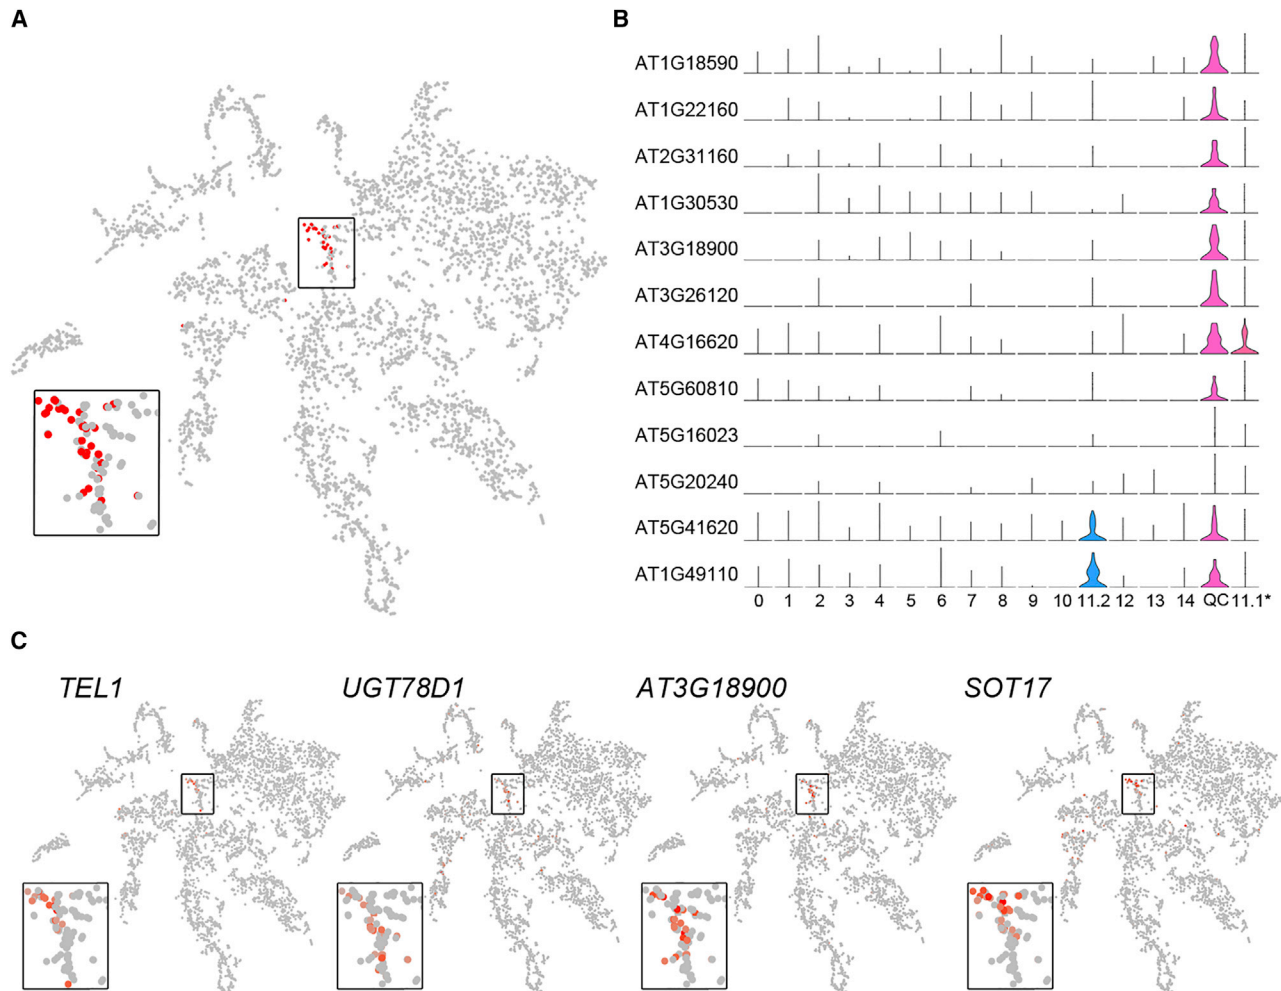 A
B
AT1G18590
AT1G22160
AT2G31160
AT1G30530
AT3G18900
AT3G26120
AT4G16620
AT5G60810
AT5G16023
AT5G20240
AT5G41620
AT1G49110
0 1 2 3 4 5 6 7 8 9 10 11.2 12 13 14 QC 11.1*
C
TEL1 UGT78D1 AT3G18900 SOT17